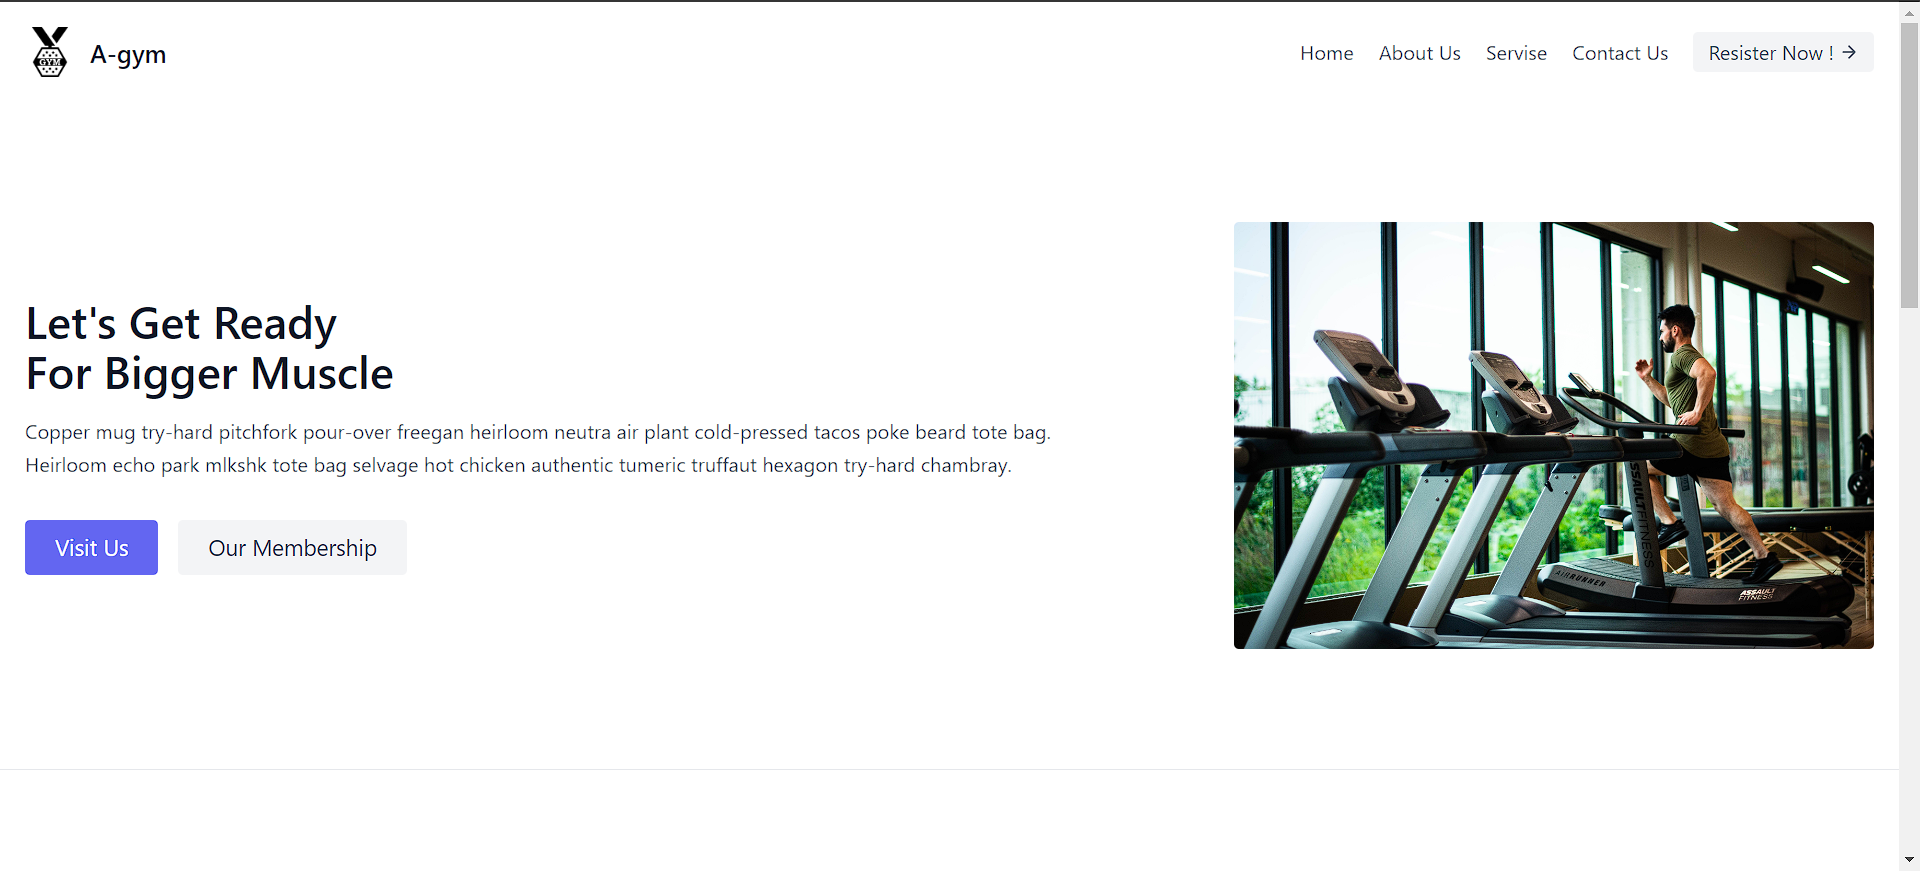 GYM
A-gym
Home
About Us
Servise
Contact Us
Resister Now !
Let's Get Ready
For Bigger Muscle
Copper mug try-hard pitchfork pour-over freegan heirloom neutra air plant cold-pressed tacos poke beard tote bag.
Heirloom echo park mlkshk tote bag selvage hot chicken authentic tumeric truffaut hexagon try-hard chambray.
Visit Us
Our Membership
ASSAULT FITNESS
AIRRUNNER
ASSAULT
FITNESS